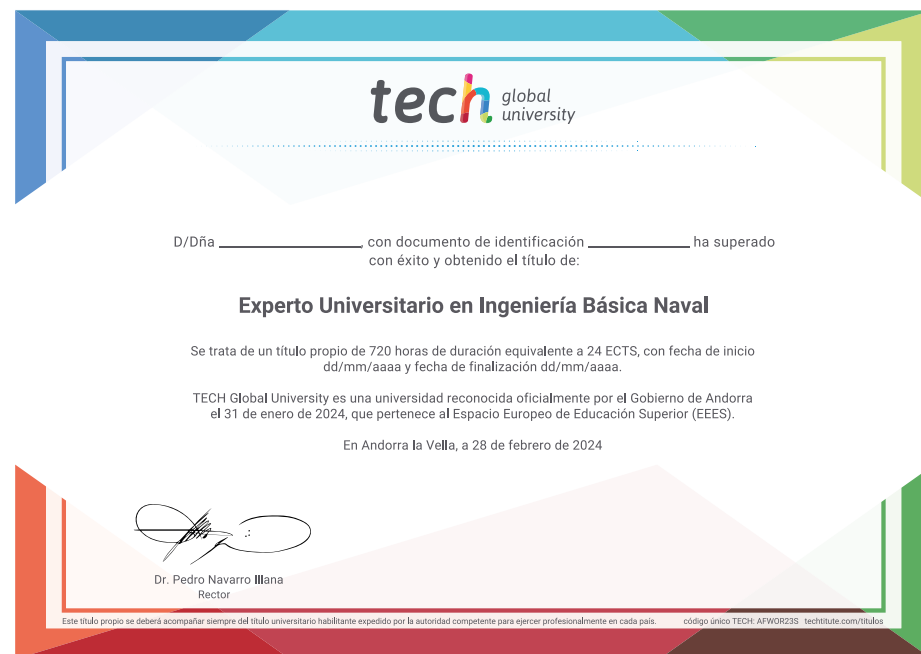 tech global
university
D/Dña ______________, con documento de identificación __________ ha superado
con éxito y obtenido el título de:
Experto Universitario en Ingeniería Básica Naval
Se trata de un título propio de 720 horas de duración equivalente a 24 ECTS, con fecha de inicio
dd/mm/aaaa y fecha de finalización dd/mm/aaaa.
TECH Global University es una universidad reconocida oficialmente por el Gobierno de Andorra
el 31 de enero de 2024, que pertenece al Espacio Europeo de Educación Superior (EEES).
En Andorra la Vella, a 28 de febrero de 2024
Dr. Pedro Navarro Illana
Rector
Este título propio se deberá acompañar siempre del título universitario habilitante expedido por la autoridad competente para ejercer profesionalmente en cada país. código único TECH: AFWOR23S techtitute.com/titulos